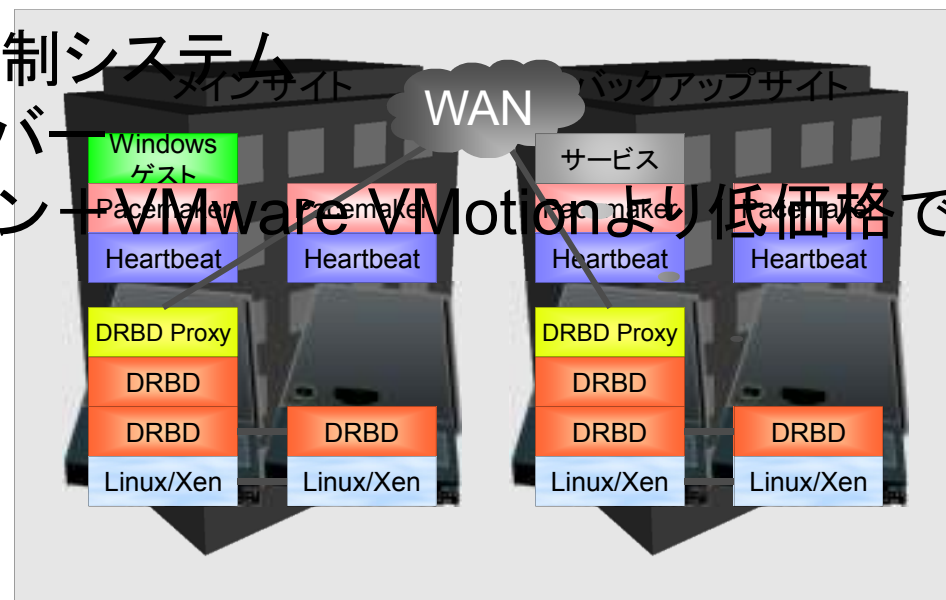 制システム
バー
ン+VMware VMotionより低価格で
メインサイト
WAN
バックアップサイト
Windows
ゲスト
Pacemaker
Heartbeat
Pacemaker
Heartbeat
DRBD Proxy
DRBD
DRBD
Linux/Xen
DRBD
Linux/Xen
サービス
Pacemaker
Heartbeat
Pacemaker
Heartbeat
DRBD Proxy
DRBD
DRBD
Linux/Xen
DRBD
Linux/Xen